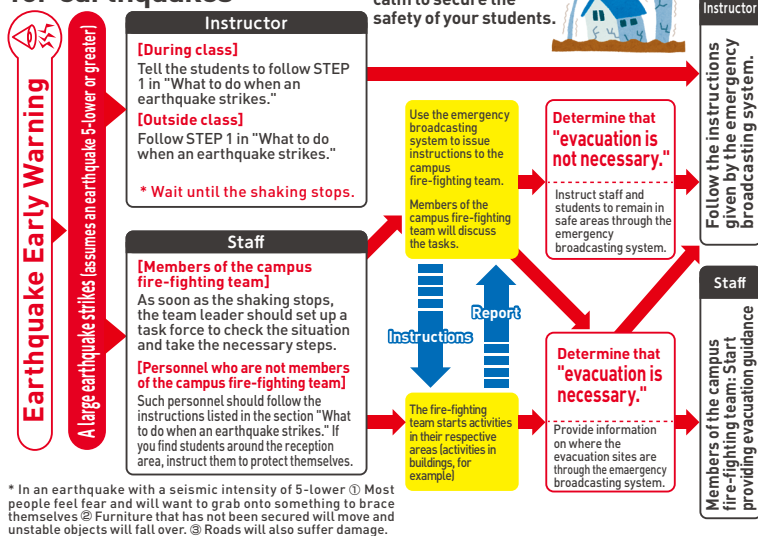 for earthquakes
calm to secure the
safety of your students.
Earthquake Early Warning
A large earthquake strikes (assumes an earthquake 5-lower or greater)
Instructor
[During class]
Tell the students to follow STEP
1 in "What to do when an
earthquake strikes."
[Outside class]
Follow STEP 1 in "What to do
when an earthquake strikes."
* Wait until the shaking stops.
Staff
[Members of the campus
fire-fighting team]
As soon as the shaking stops,
the team leader should set up a
task force to check the situation
and take the necessary steps.
[Personnel who are not members
of the campus fire-fighting team]
Such personnel should follow the
instructions listed in the section "What
to do when an earthquake strikes." If
you find students around the reception
area, instruct them to protect themselves.
Use the emergency
broadcasting
system to issue
instructions to the
campus
fire-fighting team.
Members of the
campus fire-fighting
team will discuss
the tasks.
Instructions
Report
The fire-fighting
team starts activities
in their respective
areas (activities in
buildings, for
example)
Determine that
"evacuation is
not necessary."
Instruct staff and
students to remain in
safe areas through the
emergency
broadcasting system.
Determine that
"evacuation is
necessary."
Provide information
on where the
evacuation sites are
through the emaergency
broadcasting system.
Instructor
Follow the instructions
given by the emergency
broadcasting system.
Staff
Members of the campus
fire-fighting team: Start
providing evacuation guidance
* In an earthquake with a seismic intensity of 5-lower ① Most
people feel fear and will want to grab onto something to brace
themselves ② Furniture that has not been secured will move and
unstable objects will fall over. ③ Roads will also suffer damage.